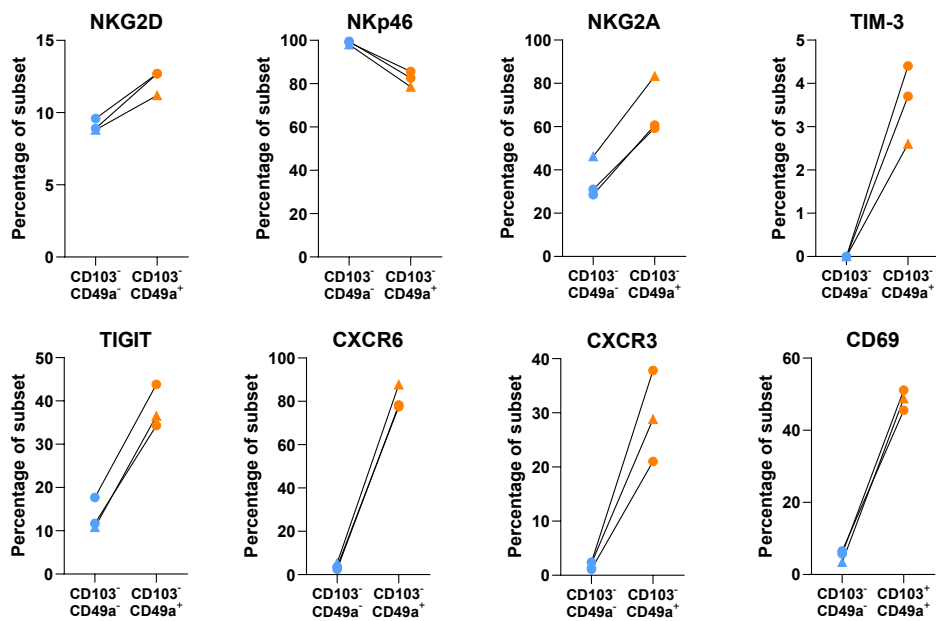 NKG2D
Percentage of subset
15
10
5
0
CD103⁻ CD103⁻
CD49a⁻ CD49a⁺
NKp46
Percentage of subset
100
80
60
40
20
0
CD103⁻ CD103⁻
CD49a⁻ CD49a⁺
NKG2A
Percentage of subset
100
80
60
40
20
0
CD103⁻ CD103⁻
CD49a⁻ CD49a⁺
TIM-3
Percentage of subset
5
4
3
2
1
0
CD103⁻ CD103⁻
CD49a⁻ CD49a⁺
TIGIT
Percentage of subset
50
40
30
20
10
0
CD103⁻ CD103⁻
CD49a⁻ CD49a⁺
CXCR6
Percentage of subset
100
80
60
40
20
0
CD103⁻ CD103⁻
CD49a⁻ CD49a⁺
CXCR3
Percentage of subset
40
30
20
10
0
CD103⁻ CD103⁻
CD49a⁻ CD49a⁺
CD69
Percentage of subset
60
40
20
0
CD103⁻ CD103⁺
CD49a⁻ CD49a⁺